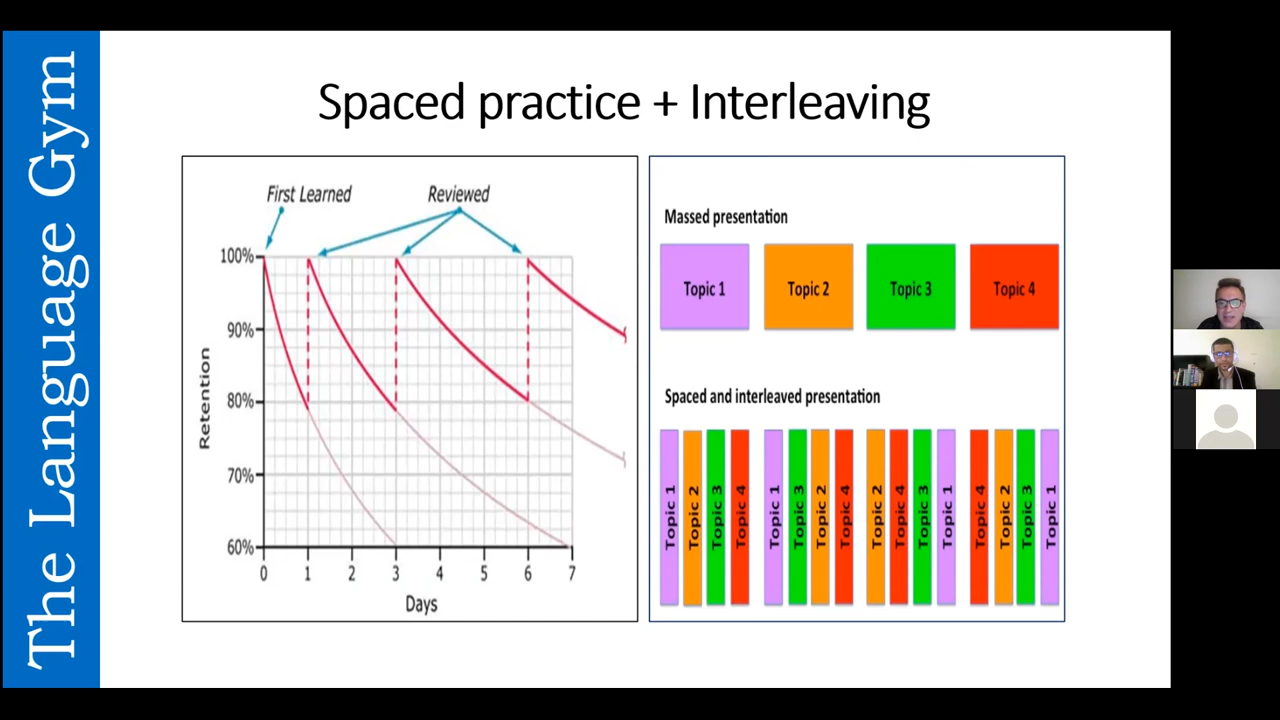 The Language Gym
Spaced practice + Interleaving
First Learned
Reviewed
100%
90%
80%
70%
60%
Retention
0 1 2 3 4 5 6 7
Days
Massed presentation
Topic 1 Topic 2 Topic 3 Topic 4
Spaced and interleaved presentation
Topic 1 Topic 2 Topic 3 Topic 4 Topic 1 Topic 3 Topic 2 Topic 4 Topic 2 Topic 4 Topic 3 Topic 1 Topic 4 Topic 2 Topic 3 Topic 1